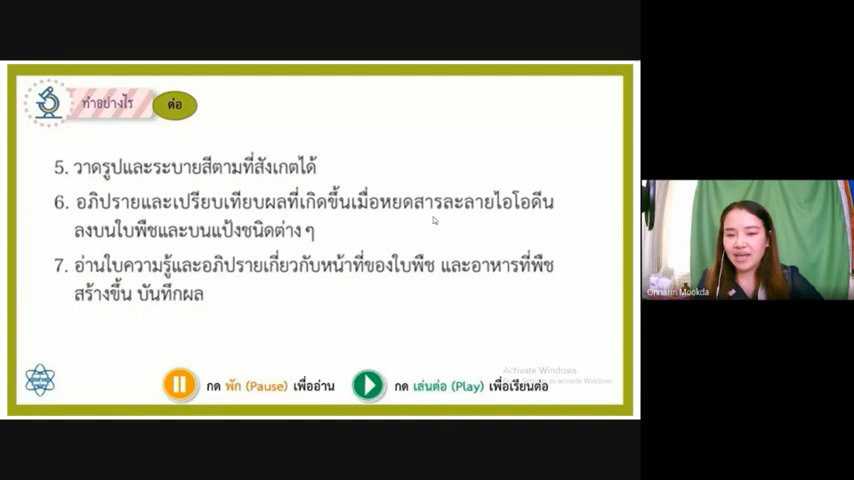 ทำอย่างไร
ต่อ
5. วาดรูปและระบายสีตามที่สังเกตได้
6. อภิปรายและเปรียบเทียบผลที่เกิดขึ้นเมื่อหยดสารละลายไอโอดีน
ลงบนใบพืชและบนแป้งชนิดต่าง ๆ
7. อ่านใบความรู้และอภิปรายเกี่ยวกับหน้าที่ของใบพืช และอาหารที่พืช
สร้างขึ้น บันทึกผล
กด พัก (Pause) เพื่ออ่าน
กด เล่นต่อ (Play) เพื่อเรียนต่อ
Activate Windows
to activate Windows.
Onnarin Mookda